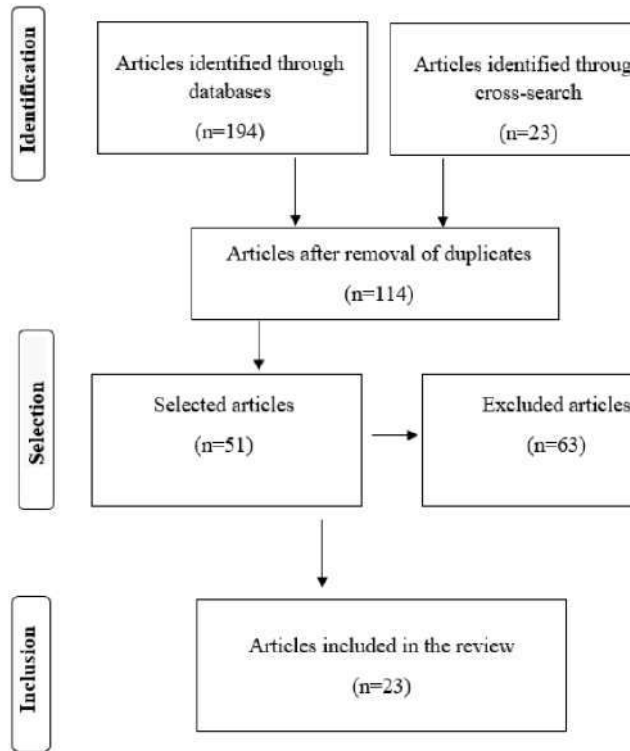 Identification
Articles identified through
databases
(n=194)
Articles identified throug
cross-search
(n=23)
Articles after removal of duplicates
(n=114)
Selection
Selected articles
(n=51)
Excluded articles
(n=63)
Inclusion
Articles included in the review
(n=23)